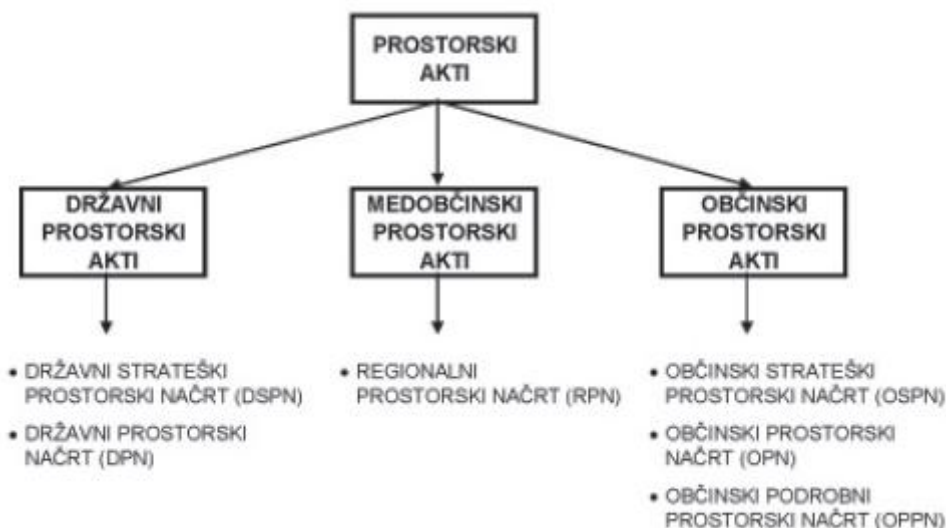 PROSTORSKI
AKTI
DRŽAVNI
PROSTORSKI
AKTI
MEDOBČINSKI
PROSTORSKI
AKTI
OBČINSKI
PROSTORSKI
AKTI
• DRŽAVNI STRATEŠKI
PROSTORSKI NAČRT (DSPN)
• DRŽAVNI PROSTORSKI
NAČRT (DPN)
• REGIONALNI
PROSTORSKI NAČRT (RPN)
• OBČINSKI STRATEŠKI
PROSTORSKI NAČRT (OSPN)
• OBČINSKI PROSTORSKI
NAČRT (OPN)
• OBČINSKI PODROBNI
PROSTORSKI NAČRT (OPPN)